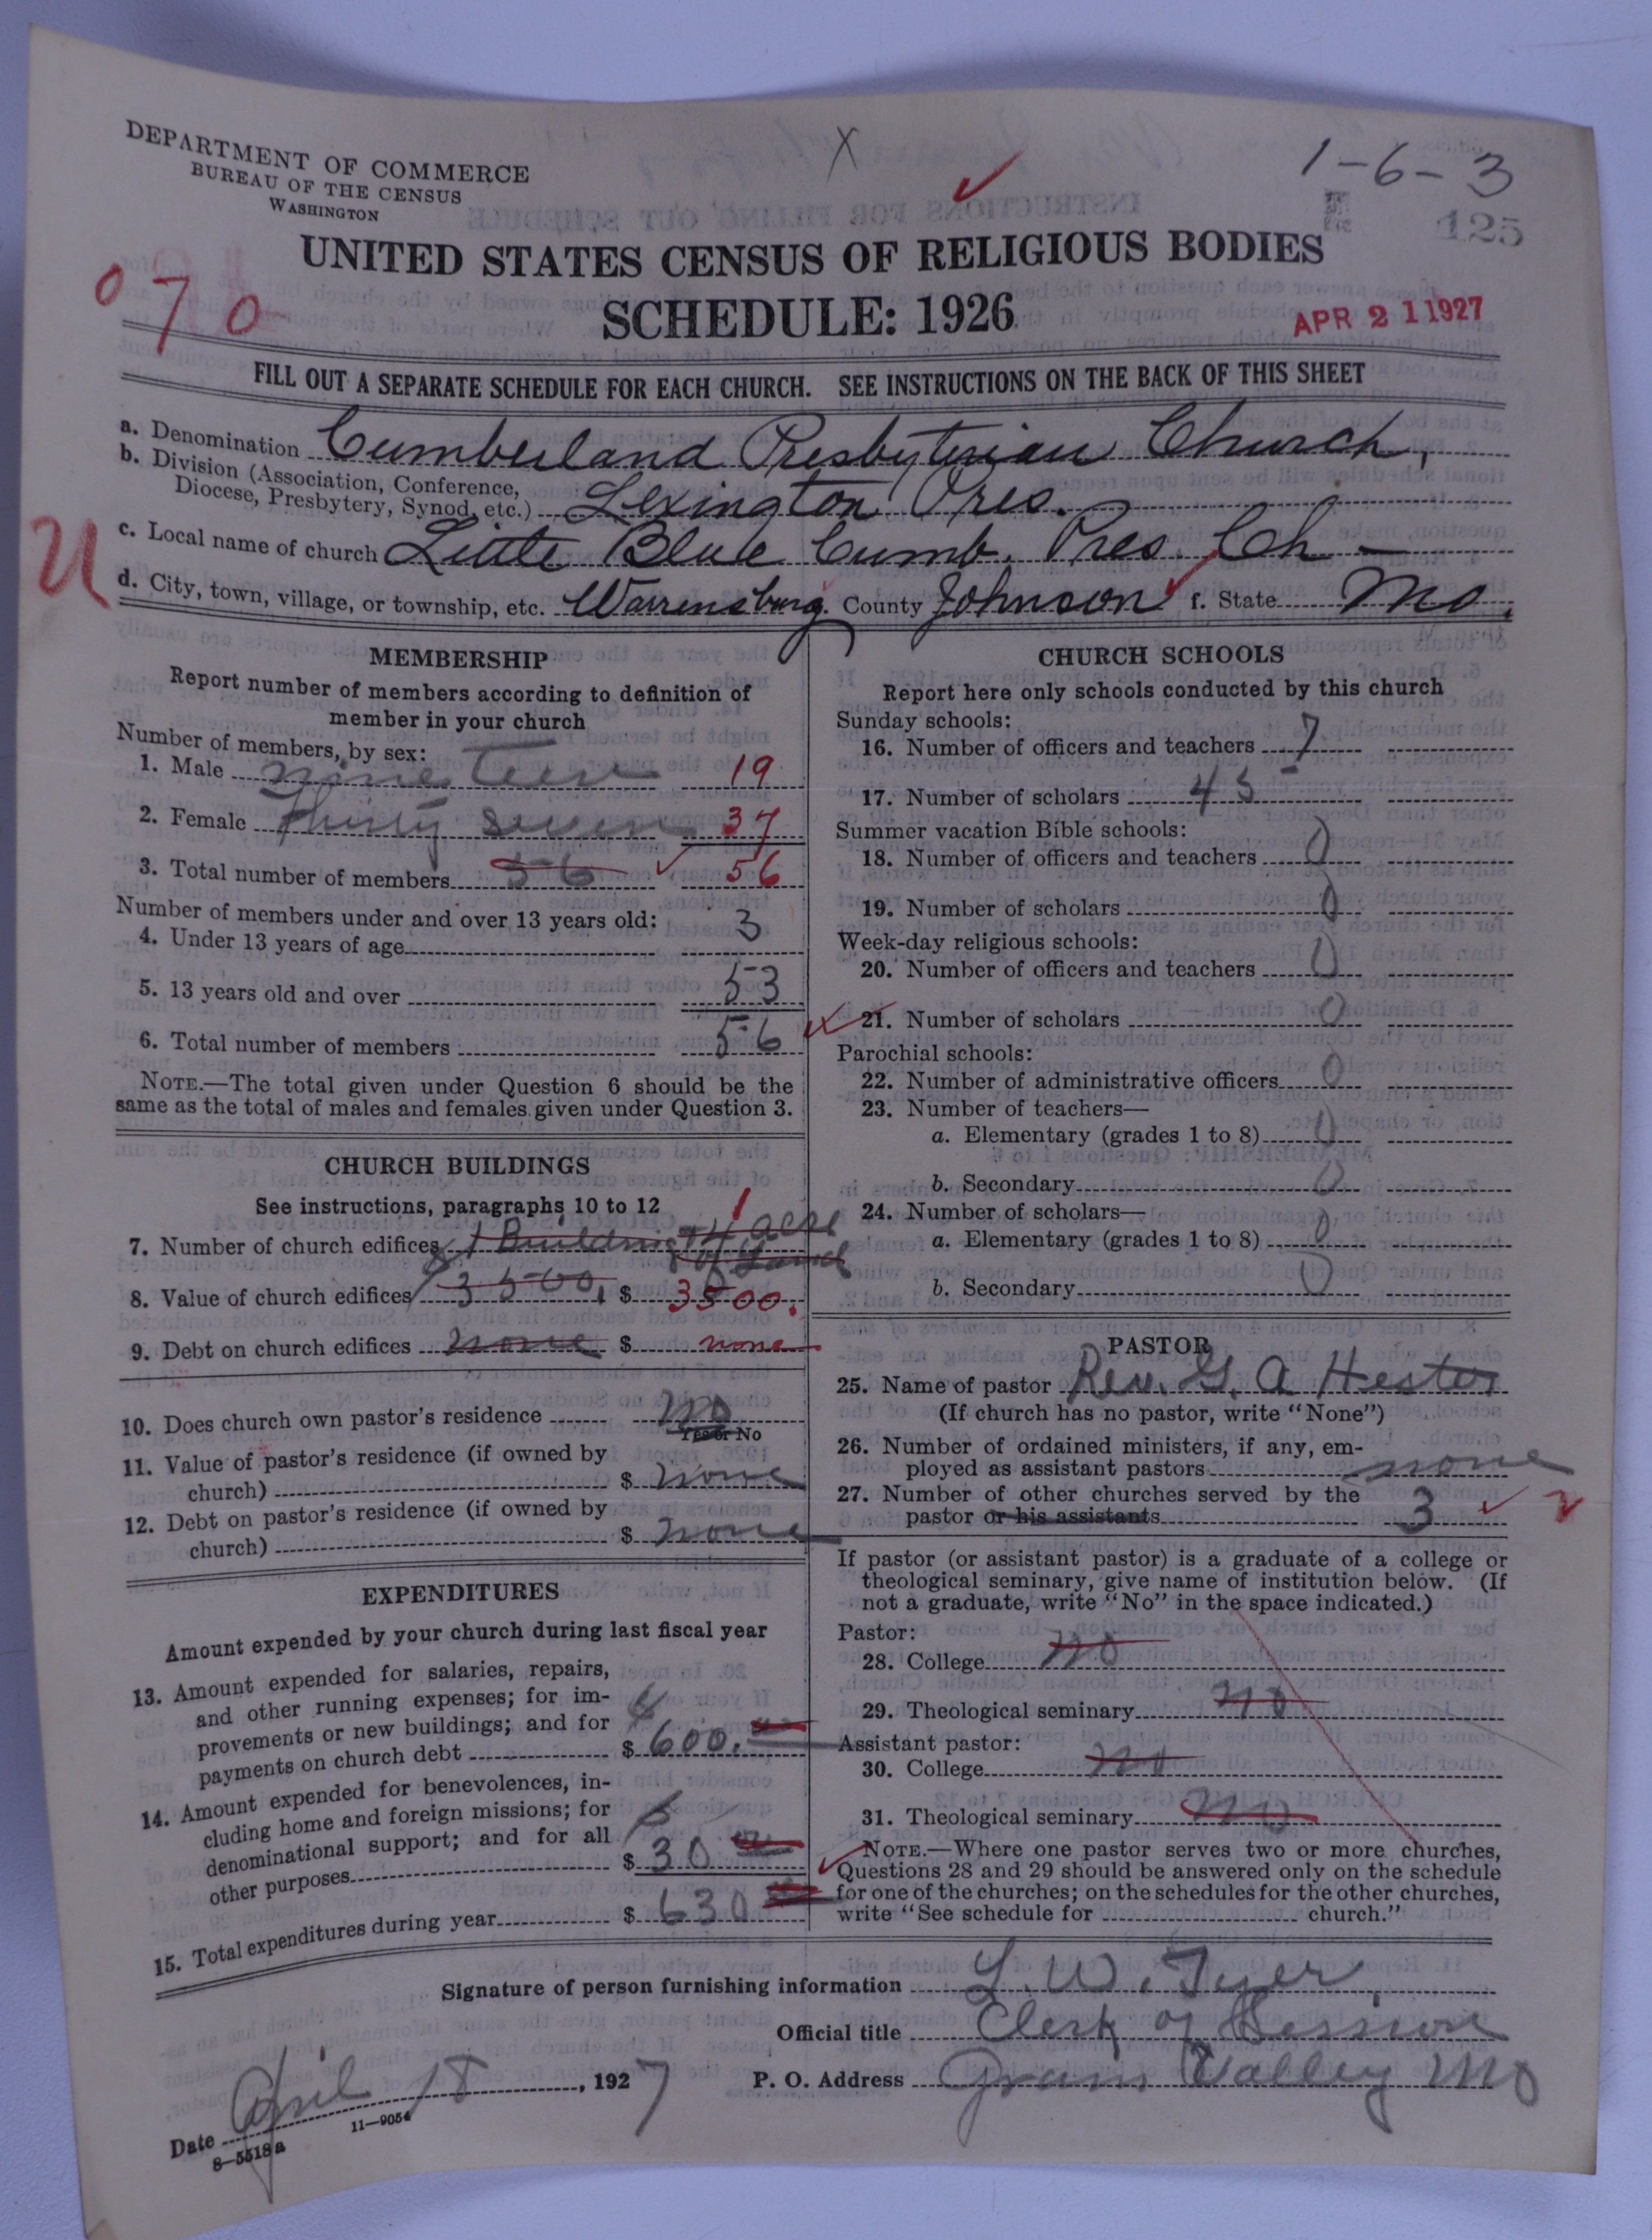 DEPARTMENT OF COMMERCE
BUREAU OF THE CENSUS
WASHINGTON
X
1-6-3
125
UNITED STATES CENSUS OF RELIGIOUS BODIES
070
SCHEDULE: 1926
APR 21 1927
FILL OUT A SEPARATE SCHEDULE FOR EACH CHURCH. SEE INSTRUCTIONS ON THE BACK OF THIS SHEET
a. Denomination Cumberland Presbyterian Church,
b. Division (Association, Conference,
Diocese, Presbytery, Synod, etc.) Lexington Pres.
c. Local name of church Little Blue Cumb. Pres. Ch -
U
d. City, town, village, or township, etc. Warrensburg County Johnson f. State Mo.
MEMBERSHIP
Report number of members according to definition of
member in your church
Number of members, by sex:
1. Male nineteen 19
2. Female Thirty seven 37
3. Total number of members 56 56
Number of members under and over 13 years old:
4. Under 13 years of age 3
5. 13 years old and over 53
6. Total number of members 56
NOTE.—The total given under Question 6 should be the
same as the total of males and females given under Question 3.
CHURCH BUILDINGS
See instructions, paragraphs 10 to 12
7. Number of church edifices 1 Building + 4 acre 1
of Land
8. Value of church edifices 3500. $ 3500.
9. Debt on church edifices none $ none
10. Does church own pastor's residence no
Yes or No
11. Value of pastor's residence (if owned by
church) $ none
12. Debt on pastor's residence (if owned by
church) $ none
EXPENDITURES
Amount expended by your church during last fiscal year
13. Amount expended for salaries, repairs,
and other running expenses; for im-
provements or new buildings; and for
payments on church debt $ 600.
14. Amount expended for benevolences, in-
cluding home and foreign missions; for
denominational support; and for all
other purposes $ 30
15. Total expenditures during year $ 630
CHURCH SCHOOLS
Report here only schools conducted by this church
Sunday schools:
16. Number of officers and teachers 7
17. Number of scholars 45
Summer vacation Bible schools:
18. Number of officers and teachers 0
19. Number of scholars 0
Week-day religious schools:
20. Number of officers and teachers 0
21. Number of scholars 0
Parochial schools:
22. Number of administrative officers 0
23. Number of teachers—
a. Elementary (grades 1 to 8) 0
b. Secondary 0
24. Number of scholars—
a. Elementary (grades 1 to 8) 0
b. Secondary 0
PASTOR
25. Name of pastor Rev. G. A Hester
(If church has no pastor, write "None")
26. Number of ordained ministers, if any, em-
ployed as assistant pastors none
27. Number of other churches served by the
pastor or his assistants 3
If pastor (or assistant pastor) is a graduate of a college or
theological seminary, give name of institution below. (If
not a graduate, write "No" in the space indicated.)
Pastor:
28. College no
29. Theological seminary no
Assistant pastor:
30. College no
31. Theological seminary no
NOTE.—Where one pastor serves two or more churches,
Questions 28 and 29 should be answered only on the schedule
for one of the churches; on the schedules for the other churches,
write "See schedule for church."
Signature of person furnishing information L. W. Tyer
Official title Clerk of Session
Date April 18, 1927 P. O. Address Grain Valley Mo
11—9054
8—5518a